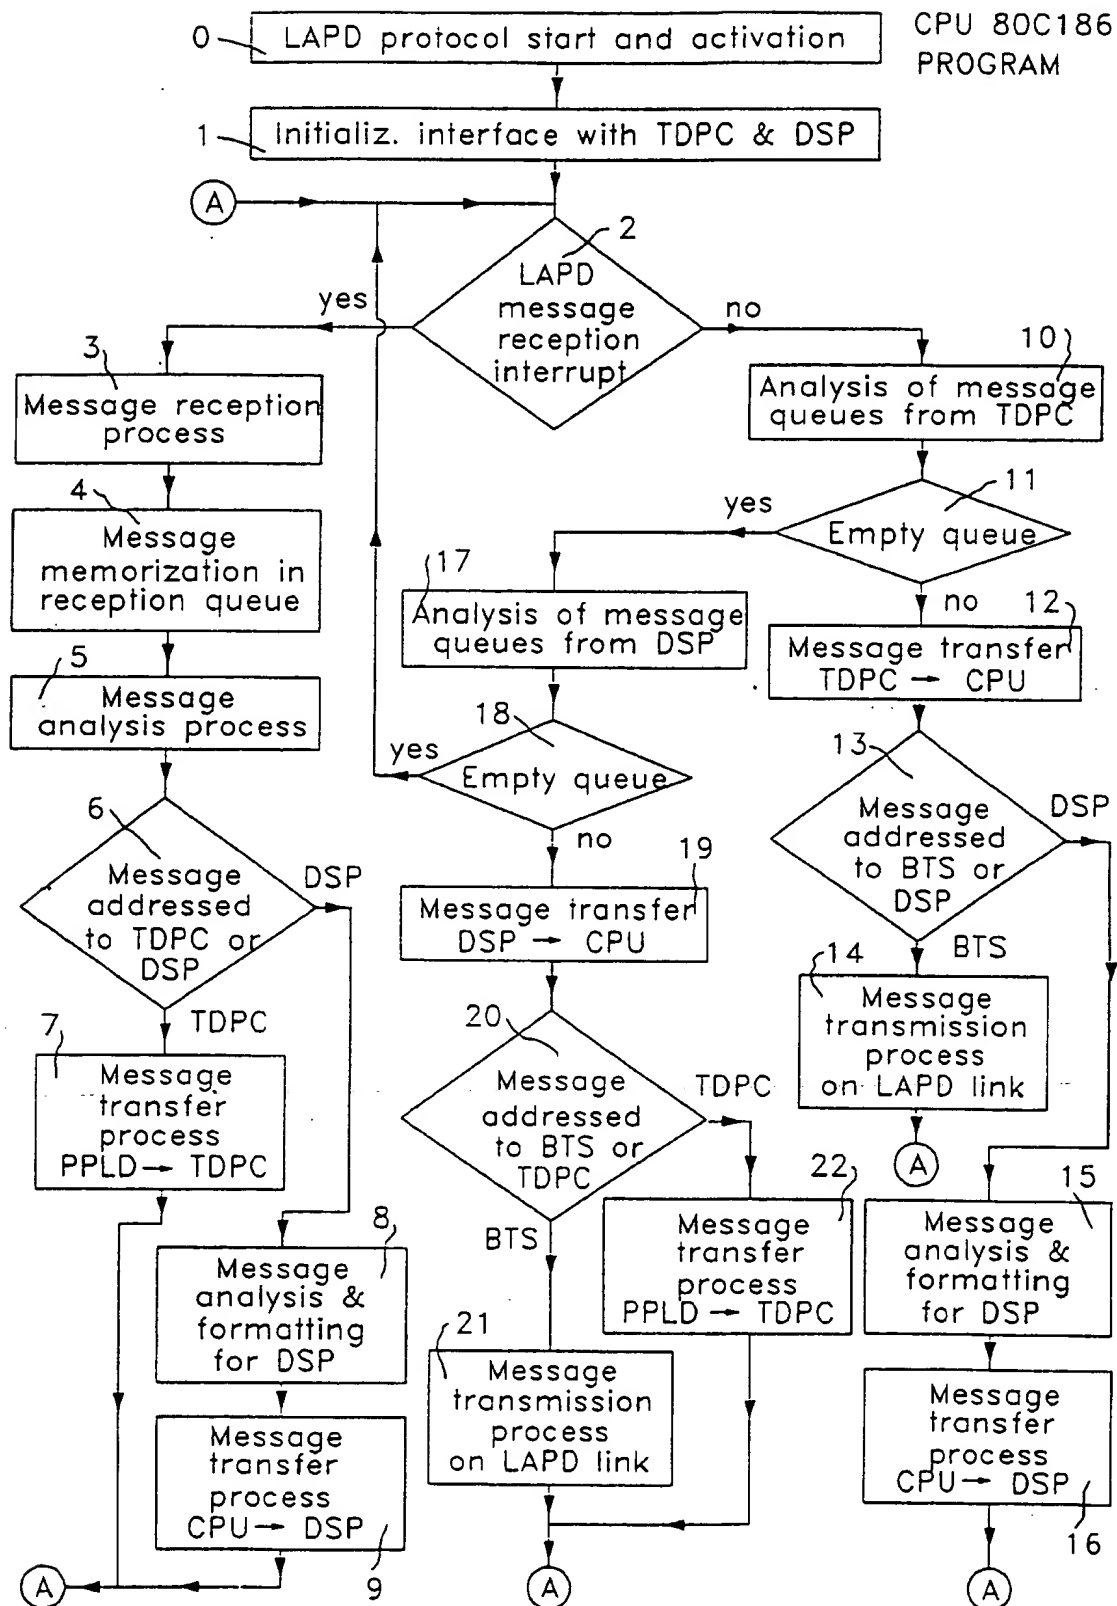 CPU 80C186
PROGRAM
0
LAPD protocol start and activation
1
Initializ. interface with TDPC & DSP
A
2
LAPD
message
reception
interrupt
yes
no
3
Message reception
process
4
Message
memorization in
reception queue
5
Message
analysis process
6
Message
addressed
to TDPC or
DSP
DSP
TDPC
7
Message
transfer
process
PPLD → TDPC
8
Message
analysis &
formatting
for DSP
Message
transfer
process
CPU → DSP
9
A
10
Analysis of message
queues from TDPC
11
Empty queue
yes
no
17
Analysis of message
queues from DSP
18
Empty queue
yes
no
19
Message transfer
DSP → CPU
20
Message
addressed
to BTS or
TDPC
TDPC
BTS
21
Message
transmission
process
on LAPD link
22
Message
transfer
process
PPLD → TDPC
A
12
Message transfer
TDPC → CPU
13
Message
addressed
to BTS or
DSP
DSP
BTS
14
Message
transmission
process
on LAPD link
A
15
Message
analysis &
formatting
for DSP
Message
transfer
process
CPU → DSP
16
A